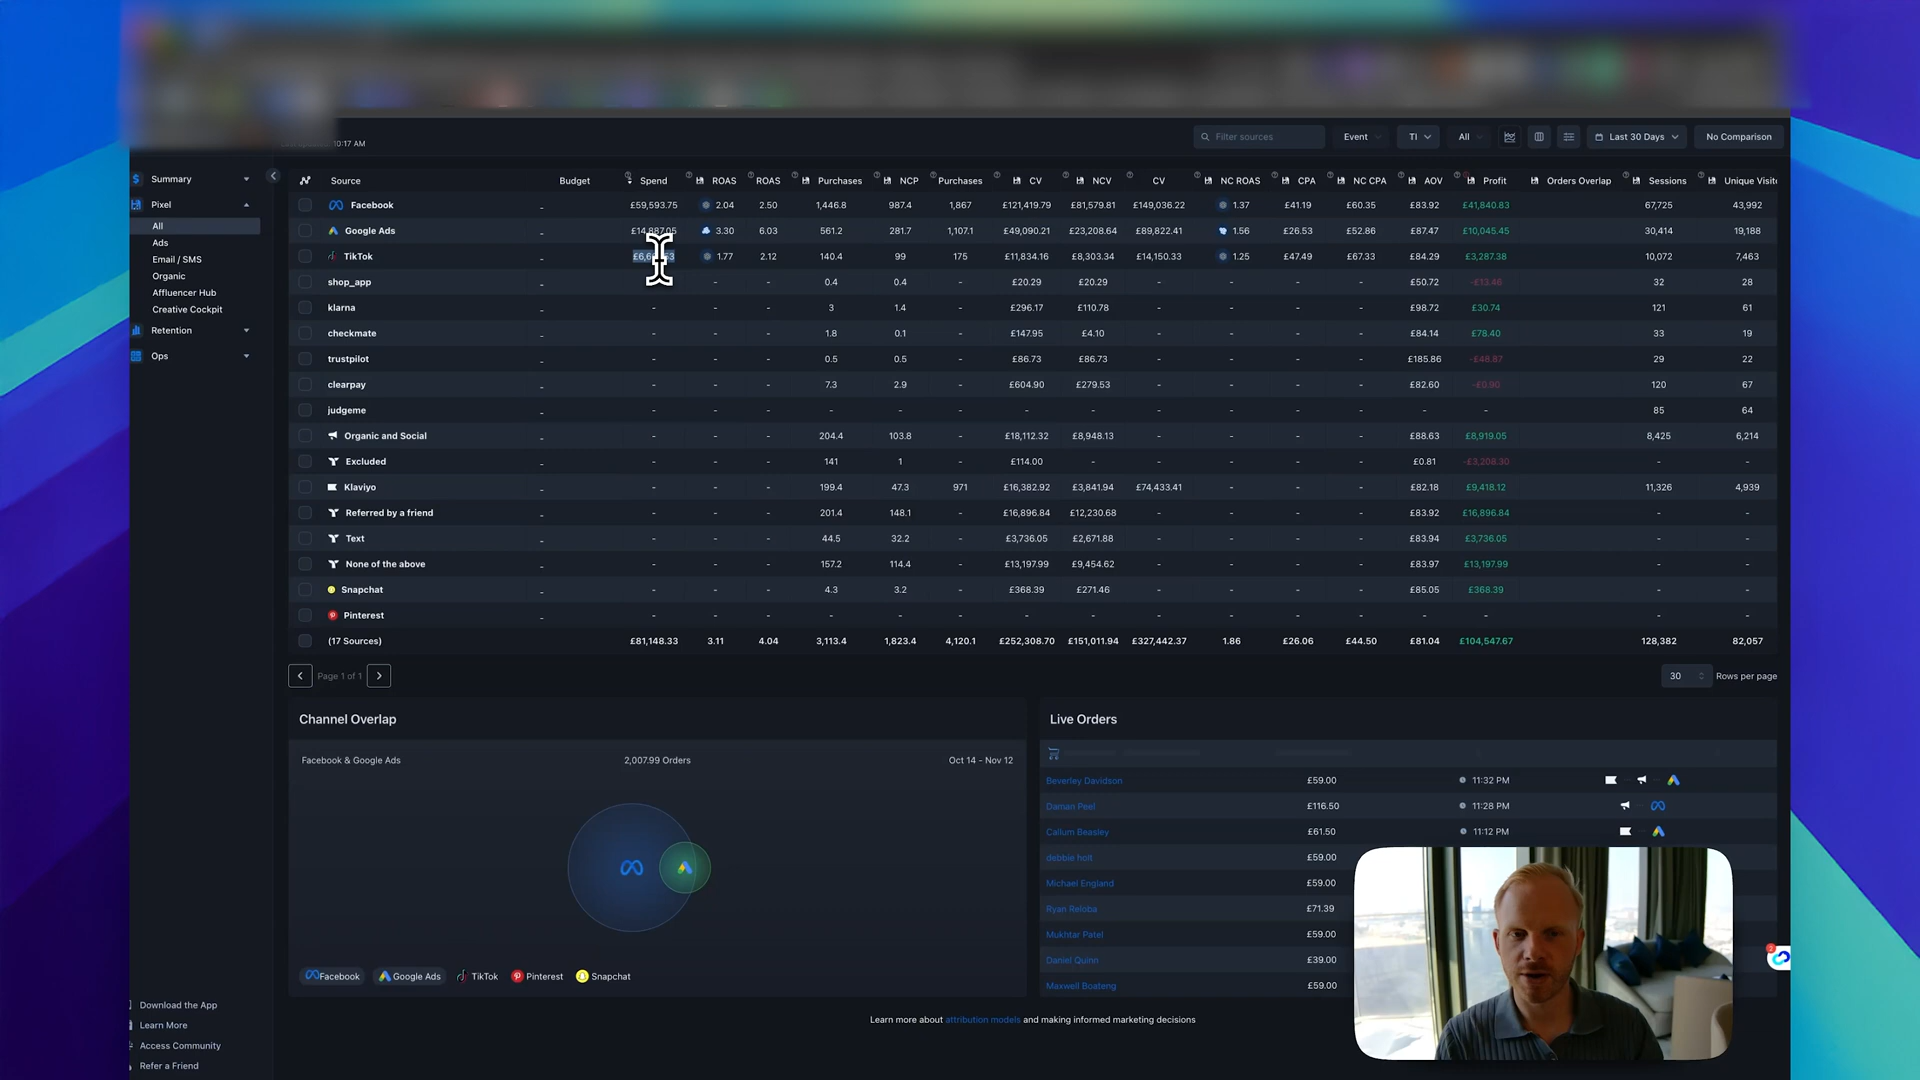 10:17 AM
Filter sources
Event
TI
All
Last 30 Days
No Comparison
Summary
Pixel
All
Ads
Email / SMS
Organic
Affluencer Hub
Creative Cockpit
Retention
Ops
Source Budget Spend ROAS ROAS Purchases NCP Purchases CV NCV CV NC ROAS CPA NC CPA AOV Profit Orders Overlap Sessions Unique Visito
Facebook - £59,593.75 2.04 2.50 1,446.8 987.4 1,867 £121,419.79 £81,579.81 £149,036.22 1.37 £41.19 £60.35 £83.92 £41,840.83 67,725 43,992
Google Ads - 3.30 6.03 561.2 281.7 1,107.1 £49,090.21 £23,208.64 £89,822.41 1.56 £26.53 £52.86 £87.47 £10,045.45 30,414 19,188
TikTok - 1.77 2.12 140.4 99 175 £11,834.16 £8,303.34 £14,150.33 1.25 £47.49 £67.33 £84.29 £3,287.38 10,072 7,463
shop_app - - - - 0.4 0.4 - £20.29 £20.29 - - - - £50.72 -£13.46 32 28
klarna - - - - 3 1.4 - £296.17 £110.78 - - - - £98.72 £30.74 121 61
checkmate - - - - 1.8 0.1 - £147.95 £4.10 - - - - £84.14 £78.40 33 19
trustpilot - - - - 0.5 0.5 - £86.73 £86.73 - - - - £185.86 -£48.87 29 22
clearpay - - - - 7.3 2.9 - £604.90 £279.53 - - - - £82.60 -£0.90 120 67
judgeme - - - - - - - - - - - - - - - 85 64
Organic and Social - - - - 204.4 103.8 - £18,112.32 £8,948.13 - - - - £88.63 £8,919.05 8,425 6,214
Excluded - - - - 141 1 - £114.00 - - - - - £0.81 -£3,208.30 - -
Klaviyo - - - - 199.4 47.3 971 £16,382.92 £3,841.94 £74,433.41 - - - £82.18 £9,418.12 11,326 4,939
Referred by a friend - - - - 201.4 148.1 - £16,896.84 £12,230.68 - - - - £83.92 £16,896.84 - -
Text - - - - 44.5 32.2 - £3,736.05 £2,671.88 - - - - £83.94 £3,736.05 - -
None of the above - - - - 157.2 114.4 - £13,197.99 £9,454.62 - - - - £83.97 £13,197.99 - -
Snapchat - - - - 4.3 3.2 - £368.39 £271.46 - - - - £85.05 £368.39 - -
Pinterest - - - - - - - - - - - - - - - - -
(17 Sources) £81,148.33 3.11 4.04 3,113.4 1,823.4 4,120.1 £252,308.70 £151,011.94 £327,442.37 1.86 £26.06 £44.50 £81.04 £104,547.67 128,382 82,057
Page 1 of 1
30 Rows per page
Channel Overlap
Facebook & Google Ads 2,007.99 Orders Oct 14 - Nov 12
Facebook Google Ads TikTok Pinterest Snapchat
Live Orders
Beverley Davidson £59.00 11:32 PM
Daman Peel £116.50 11:28 PM
Callum Beasley £61.50 11:12 PM
debbie holt £59.00
Michael England £59.00
Ryan Reloba £71.39
Mukhtar Patel £59.00
Daniel Quinn £39.00
Maxwell Boateng £59.00
2
Learn more about attribution models and making informed marketing decisions
Download the App
Learn More
Access Community
Refer a Friend